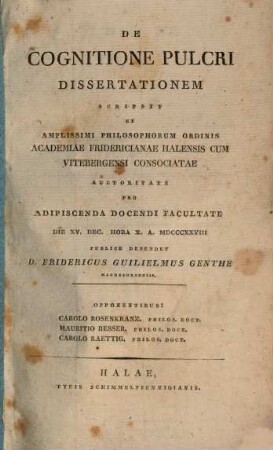 DE
COGNITIONE PULCRI
DISSERTATIONEM
SCRIPSIT
ET
AMPLISSIMI PHILOSOPHORUM ORDINIS
ACADEMIAE FRIDERICIANAE HALENSIS CUM
VITEBERGENSI CONSOCIATAE
AUCTORITATE
PRO
ADIPISCENDA DOCENDI FACULTATE
DIE XV. DEC. HORA X. A. MDCCCXXVIII
PUBLICE DEFENDET
D. FRIDERICUS GUILIELMUS GENTHE
MAGDEBURGENSIS.
OPPONENTIBUS:
CAROLO ROSENKRANZ, PHILOS. DOCT.
MAURITIO BESSER, PHILOS. DOCT.
CAROLO RAETTIG, PHILOS. DOCT.
HALAE,
TYPIS SCHIMMELPFENNIGIANIS.